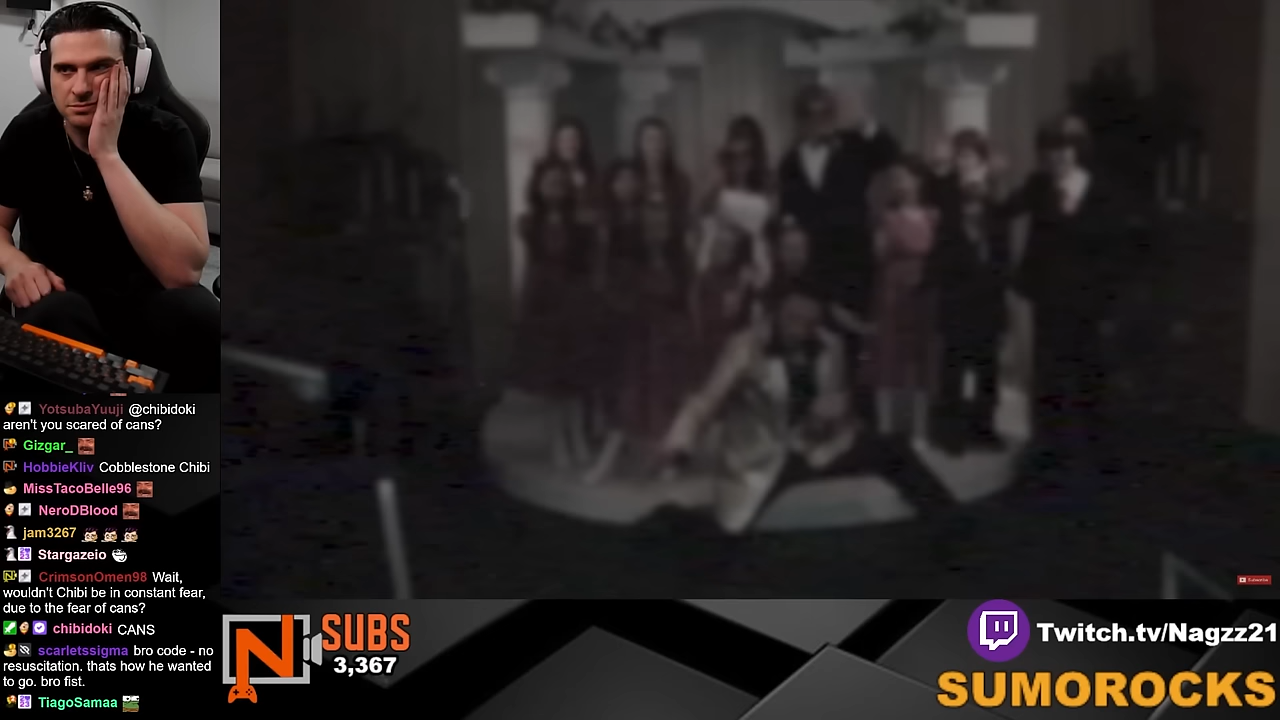 YotsubaYuuji @chibidoki
aren't you scared of cans?
Gizgar_
HobbieKliv Cobblestone Chibi
MissTacoBelle96
NeroDBlood
jam3267
Stargazeio
CrimsonOmen98 Wait,
wouldn't Chibi be in constant fear,
due to the fear of cans?
chibidoki CANS
scarletssigma bro code - no
resuscitation. thats how he wanted
to go. bro fist.
TiagoSamaa
N SUBS
3,367
Twitch.tv/Nagzz21
SUMOROCKS
Subscribe